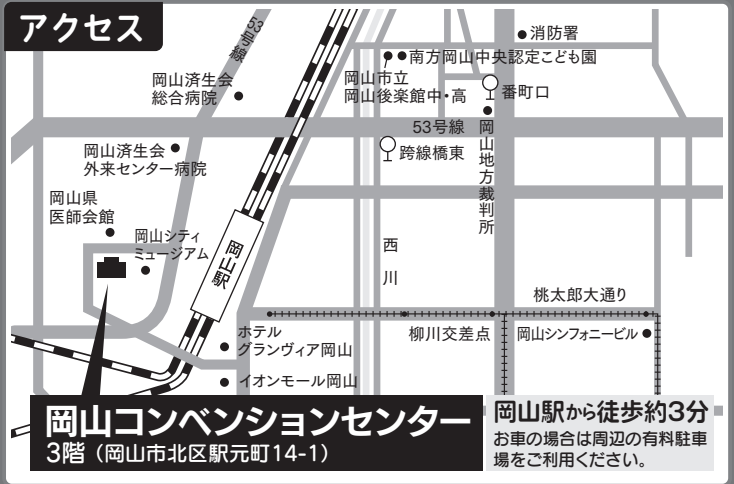 アクセス
53号線
消防署
南方岡山中央認定こども園
岡山市立
岡山後楽館中・高
番町口
岡山済生会
総合病院
53号線
岡山地方裁判所
跨線橋東
岡山済生会
外来センター病院
岡山県
医師会館
岡山シティ
ミュージアム
岡山駅
西川
桃太郎大通り
柳川交差点
岡山シンフォニービル
ホテル
グランヴィア岡山
イオンモール岡山
岡山コンベンションセンター
3階（岡山市北区駅元町14-1）
岡山駅から徒歩約3分
お車の場合は周辺の有料駐車
場をご利用ください。